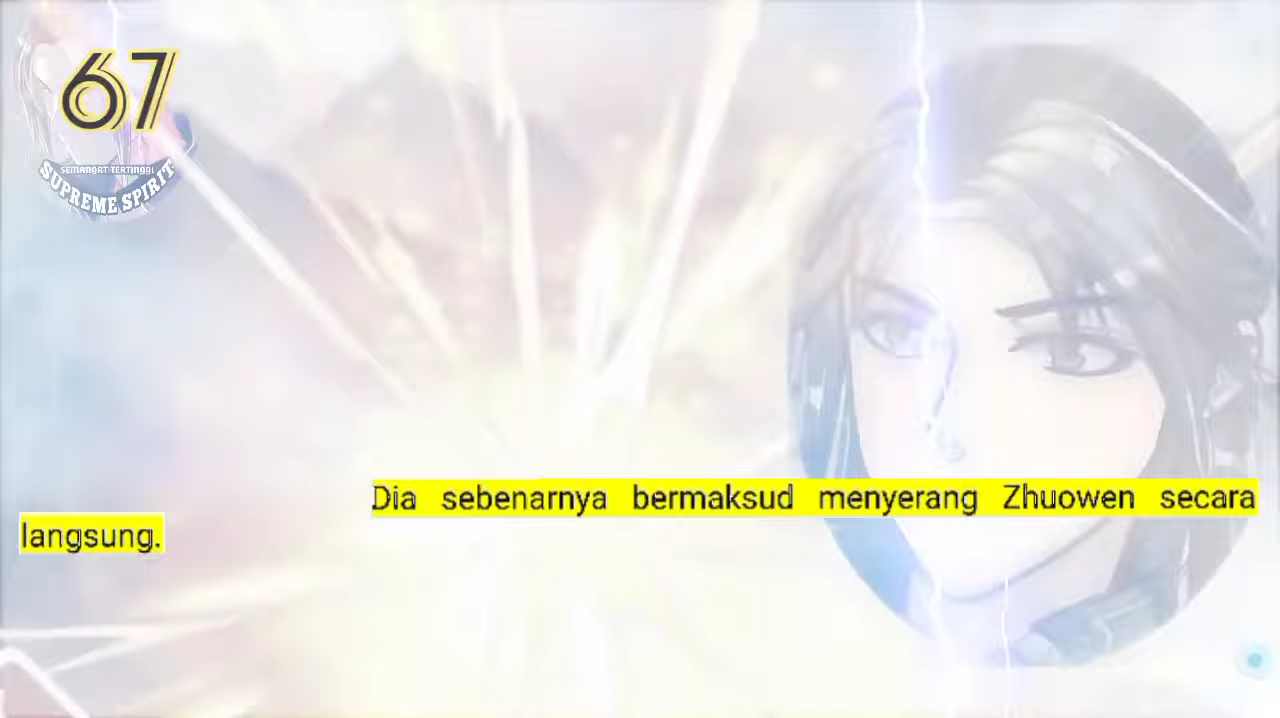 67
SEMANGAT TERTINGGI
SUPREME SPIRIT
Dia sebenarnya bermaksud menyerang Zhuowen secara
langsung.